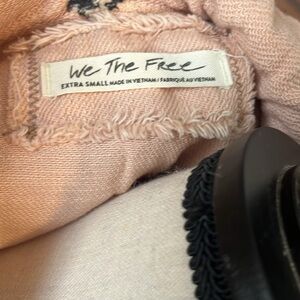 We The Free
EXTRA SMALL MADE IN VIETNAM / FABRIQUÉ AU VIETNAM